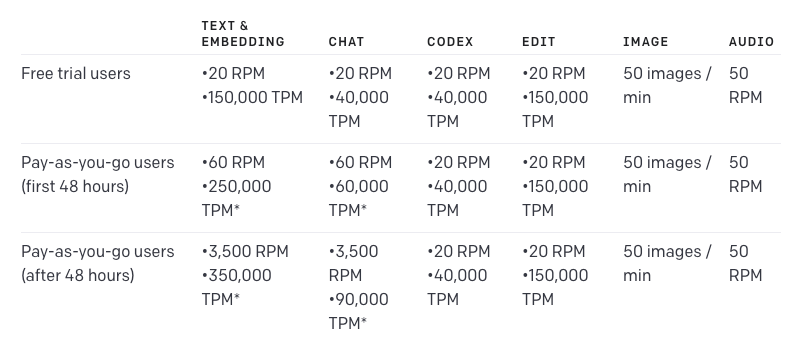 TEXT & EMBEDDING CHAT CODEX EDIT IMAGE AUDIO
Free trial users •20 RPM •20 RPM •20 RPM •20 RPM 50 images / 50
•150,000 TPM •40,000 •40,000 •150,000 min RPM
TPM TPM TPM
Pay-as-you-go users •60 RPM •60 RPM •20 RPM •20 RPM 50 images / 50
(first 48 hours) •250,000 •60,000 •40,000 •150,000 min RPM
TPM* TPM* TPM TPM
Pay-as-you-go users •3,500 RPM •3,500 •20 RPM •20 RPM 50 images / 50
(after 48 hours) •350,000 RPM •40,000 •150,000 min RPM
TPM* •90,000 TPM TPM
TPM*